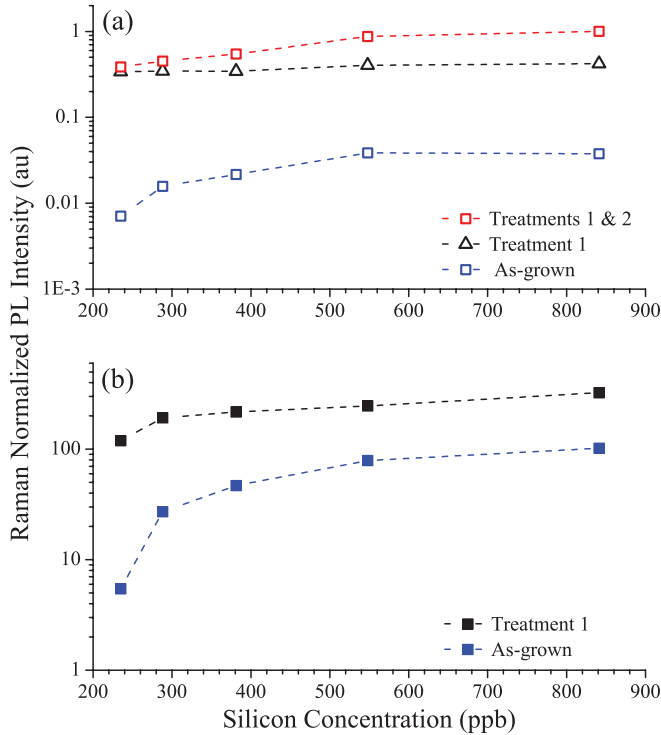 (a)
1
0.1
0.01
1E-3
Treatments 1 & 2
Treatment 1
As-grown
200 300 400 500 600 700 800 900
Raman Normalized PL Intensity (au)
(b)
100
10
1
Treatment 1
As-grown
200 300 400 500 600 700 800 900
Silicon Concentration (ppb)